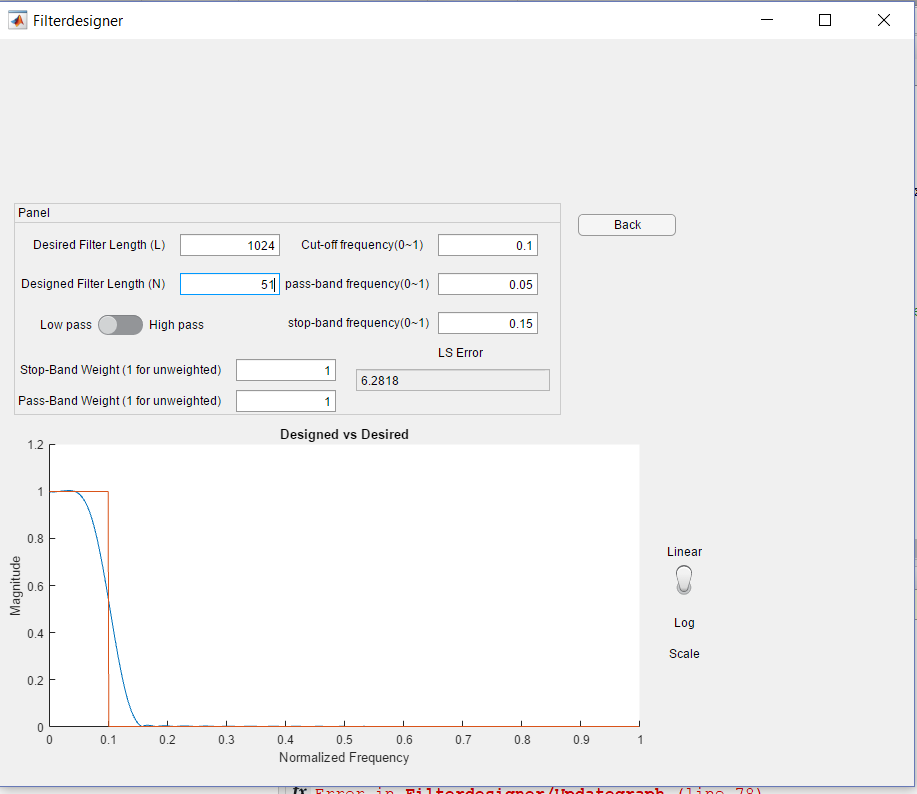 Filterdesigner
Panel
Desired Filter Length (L) 1024 Cut-off frequency(0~1) 0.1
Back
Designed Filter Length (N) 51 pass-band frequency(0~1) 0.05
Low pass High pass stop-band frequency(0~1) 0.15
LS Error
Stop-Band Weight (1 for unweighted) 1 6.2818
Pass-Band Weight (1 for unweighted) 1
Designed vs Desired
1.2
1
0.8
0.6
0.4
0.2
0
Magnitude
0 0.1 0.2 0.3 0.4 0.5 0.6 0.7 0.8 0.9 1
Normalized Frequency
Linear
Log
Scale
fx Error in Filterdesigner/Updategraph (line 78)